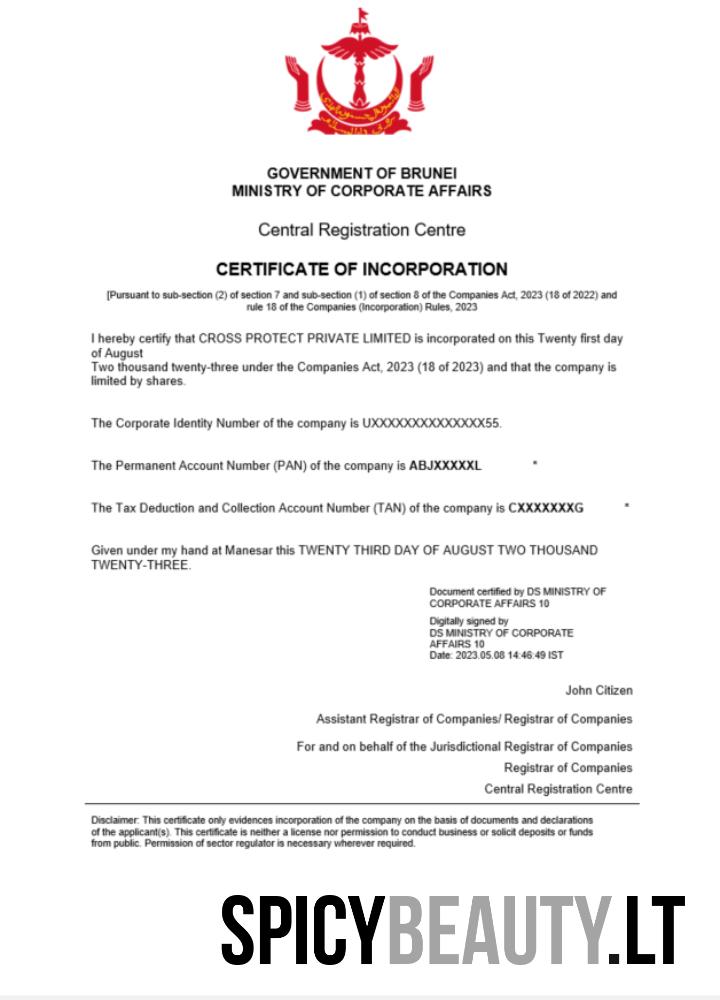 GOVERNMENT OF BRUNEI
MINISTRY OF CORPORATE AFFAIRS
Central Registration Centre
CERTIFICATE OF INCORPORATION
[Pursuant to sub-section (2) of section 7 and sub-section (1) of section 8 of the Companies Act, 2023 (18 of 2022) and
rule 18 of the Companies (Incorporation) Rules, 2023
I hereby certify that CROSS PROTECT PRIVATE LIMITED is incorporated on this Twenty first day
of August
Two thousand twenty-three under the Companies Act, 2023 (18 of 2023) and that the company is
limited by shares.
The Corporate Identity Number of the company is UXXXXXXXXXXXXXX55.
The Permanent Account Number (PAN) of the company is ABJXXXXXL *
The Tax Deduction and Collection Account Number (TAN) of the company is CXXXXXXXG *
Given under my hand at Manesar this TWENTY THIRD DAY OF AUGUST TWO THOUSAND
TWENTY-THREE.
Document certified by DS MINISTRY OF
CORPORATE AFFAIRS 10
Digitally signed by
DS MINISTRY OF CORPORATE
AFFAIRS 10
Date: 2023.05.08 14:46:49 IST
John Citizen
Assistant Registrar of Companies/ Registrar of Companies
For and on behalf of the Jurisdictional Registrar of Companies
Registrar of Companies
Central Registration Centre
Disclaimer: This certificate only evidences incorporation of the company on the basis of documents and declarations
of the applicant(s). This certificate is neither a license nor permission to conduct business or solicit deposits or funds
from public. Permission of sector regulator is necessary wherever required.
SPICYBEAUTY.LT